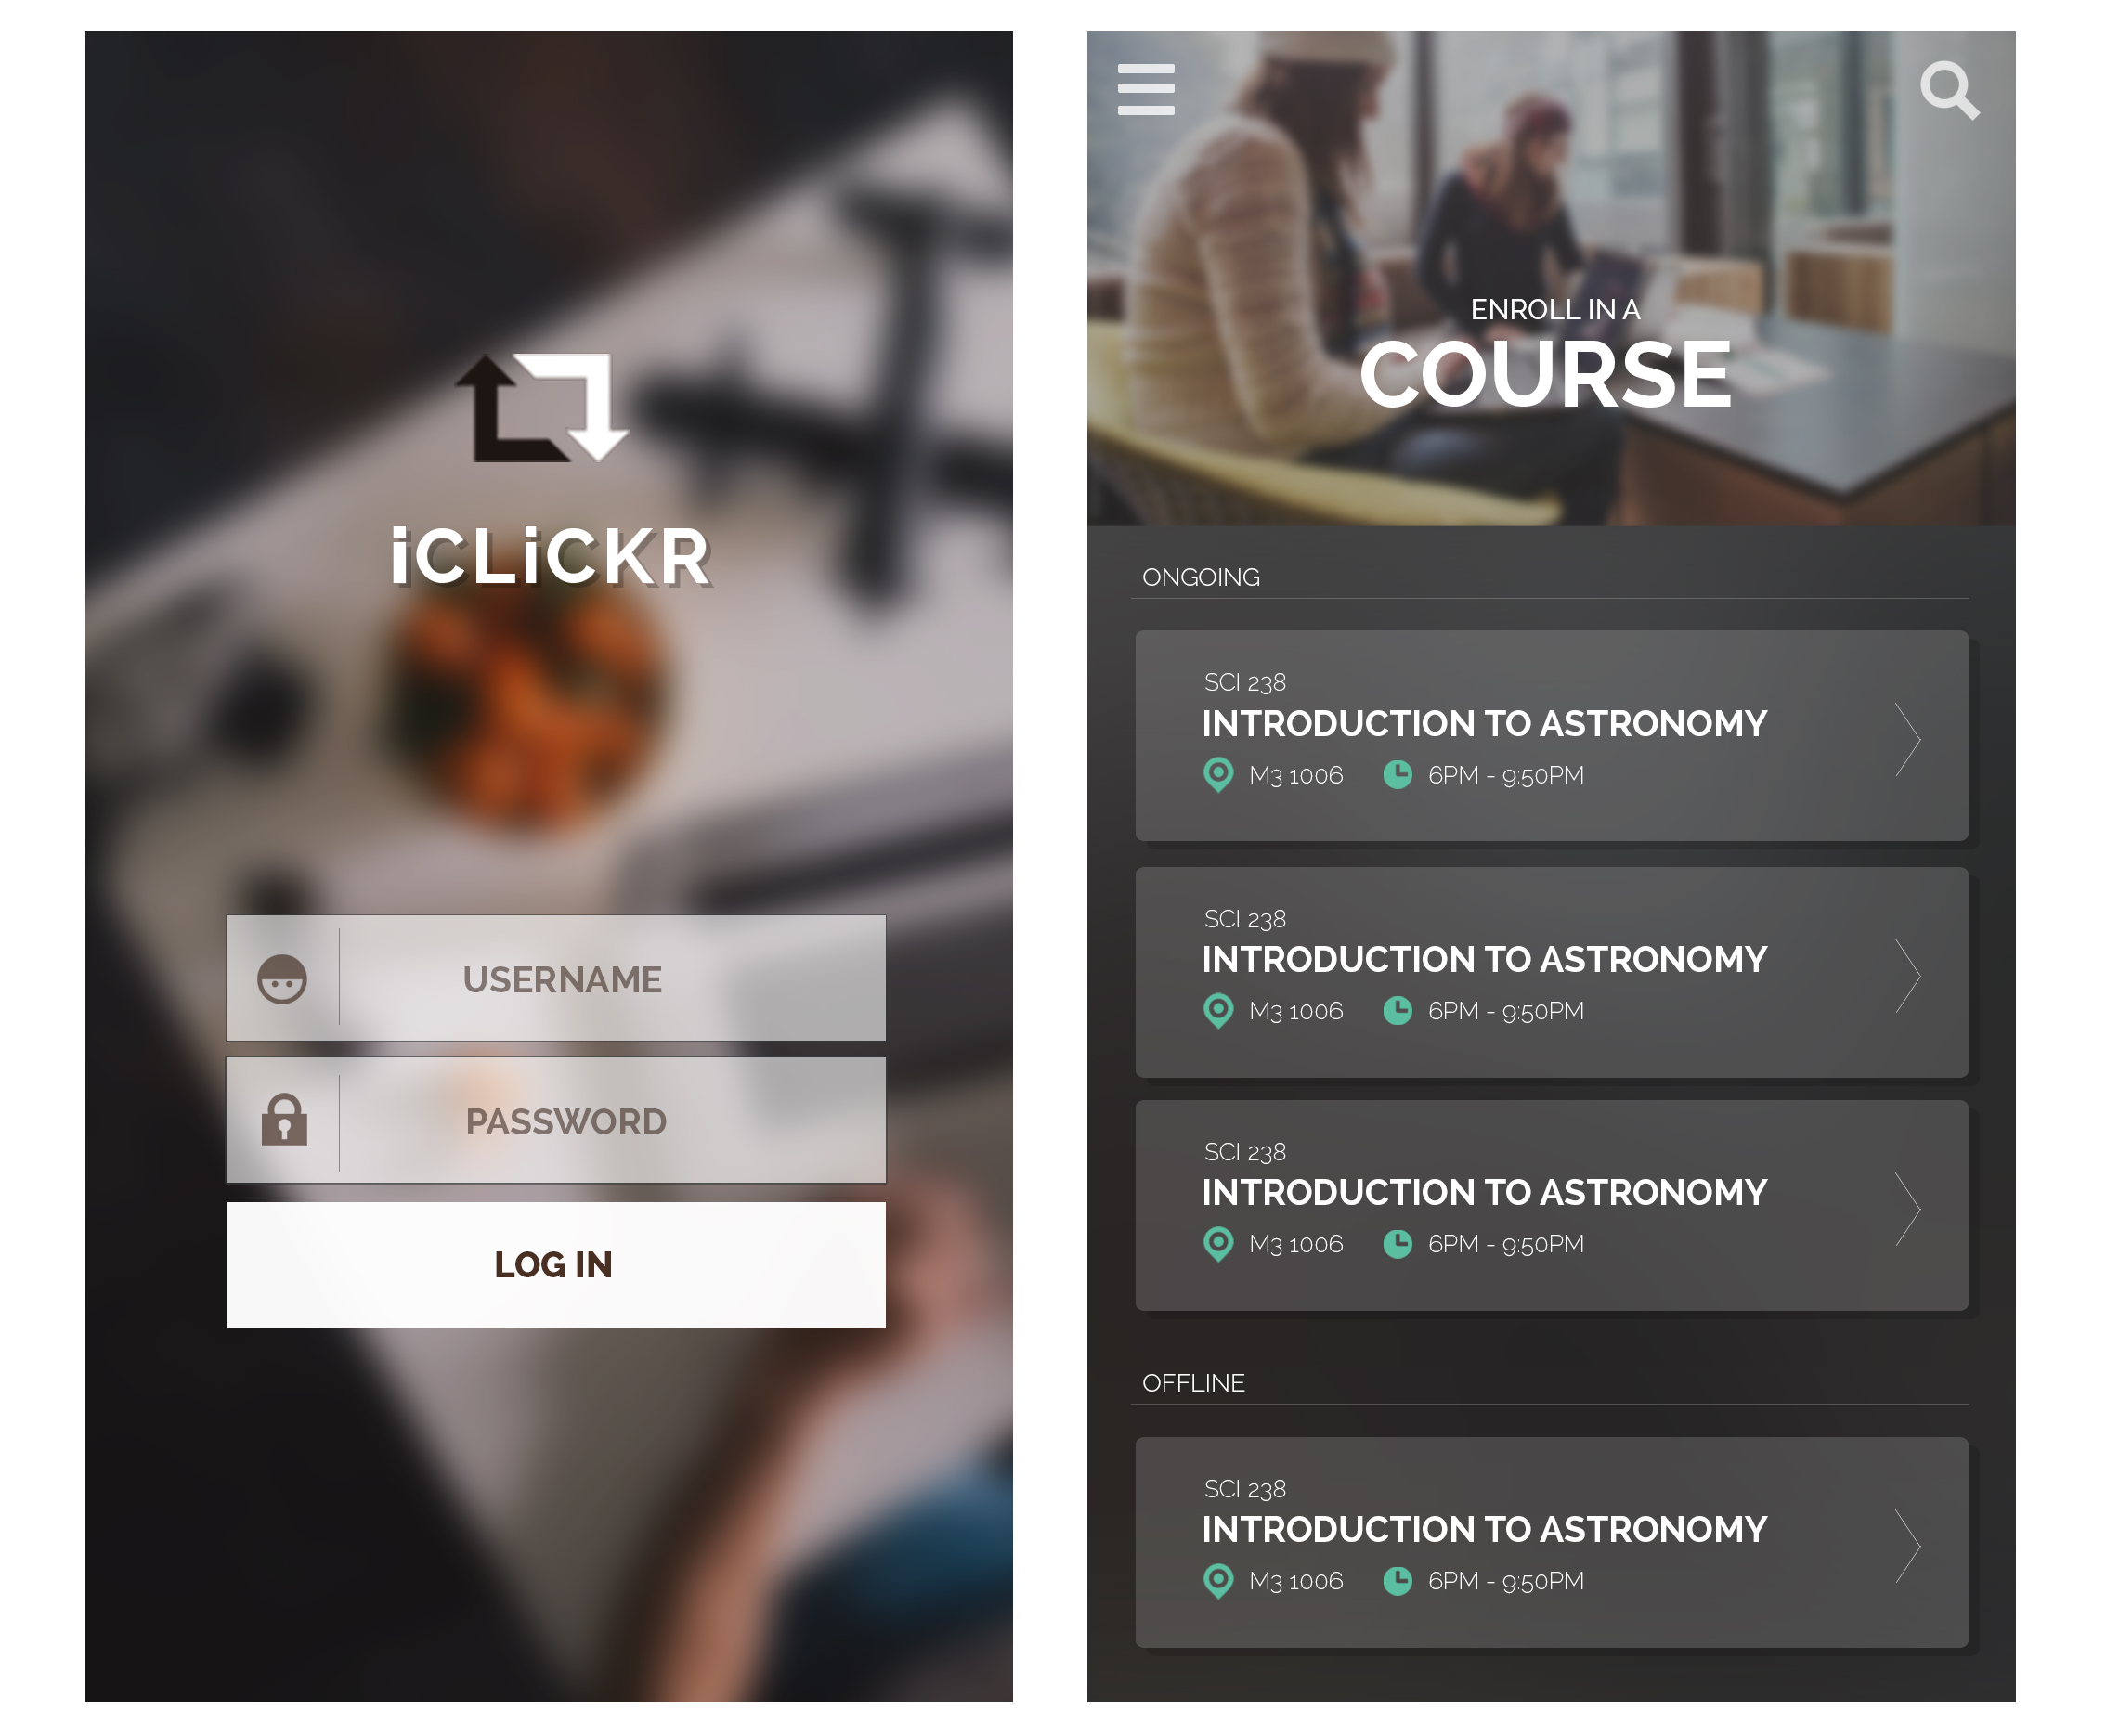 iCLiCKR
USERNAME
PASSWORD
LOG IN
ENROLL IN A
COURSE
ONGOING
SCI 238
INTRODUCTION TO ASTRONOMY
M3 1006 6PM - 9:50PM
SCI 238
INTRODUCTION TO ASTRONOMY
M3 1006 6PM - 9:50PM
SCI 238
INTRODUCTION TO ASTRONOMY
M3 1006 6PM - 9:50PM
OFFLINE
SCI 238
INTRODUCTION TO ASTRONOMY
M3 1006 6PM - 9:50PM